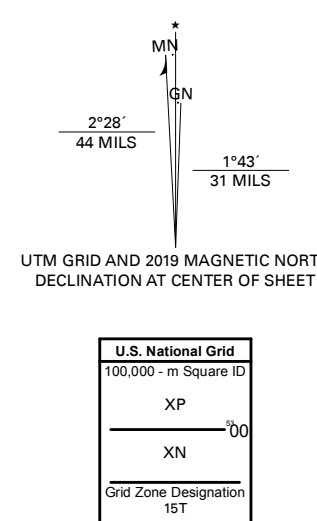 ★
MN
GN
2°28´
44 MILS
1°43´
31 MILS
UTM GRID AND 2019 MAGNETIC NORT
DECLINATION AT CENTER OF SHEET
U.S. National Grid
100,000 - m Square ID
XP
5300
XN
Grid Zone Designation
15T